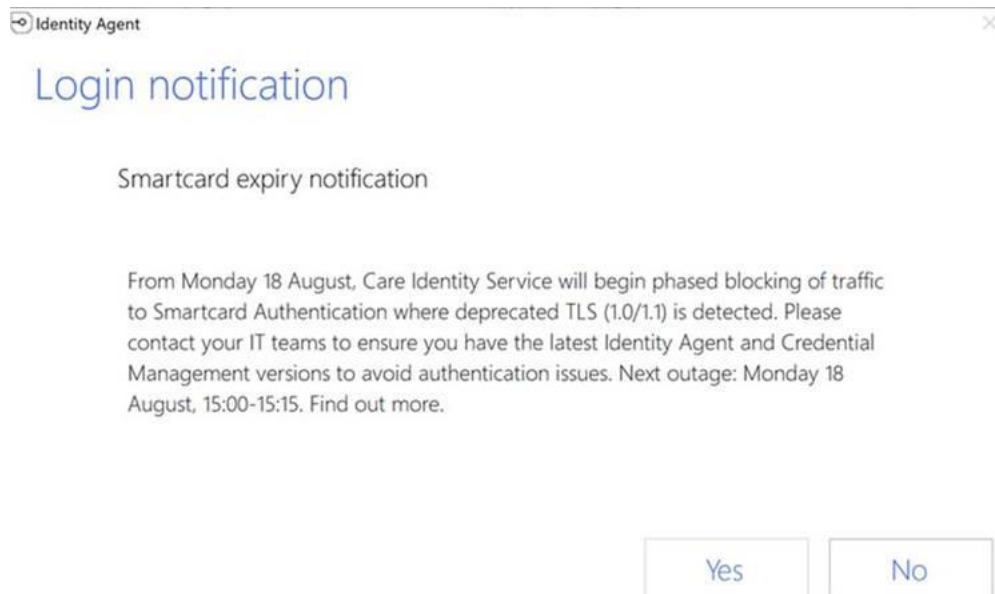 Identity Agent
Login notification
Smartcard expiry notification
From Monday 18 August, Care Identity Service will begin phased blocking of traffic
to Smartcard Authentication where deprecated TLS (1.0/1.1) is detected. Please
contact your IT teams to ensure you have the latest Identity Agent and Credential
Management versions to avoid authentication issues. Next outage: Monday 18
August, 15:00-15:15. Find out more.
Yes No